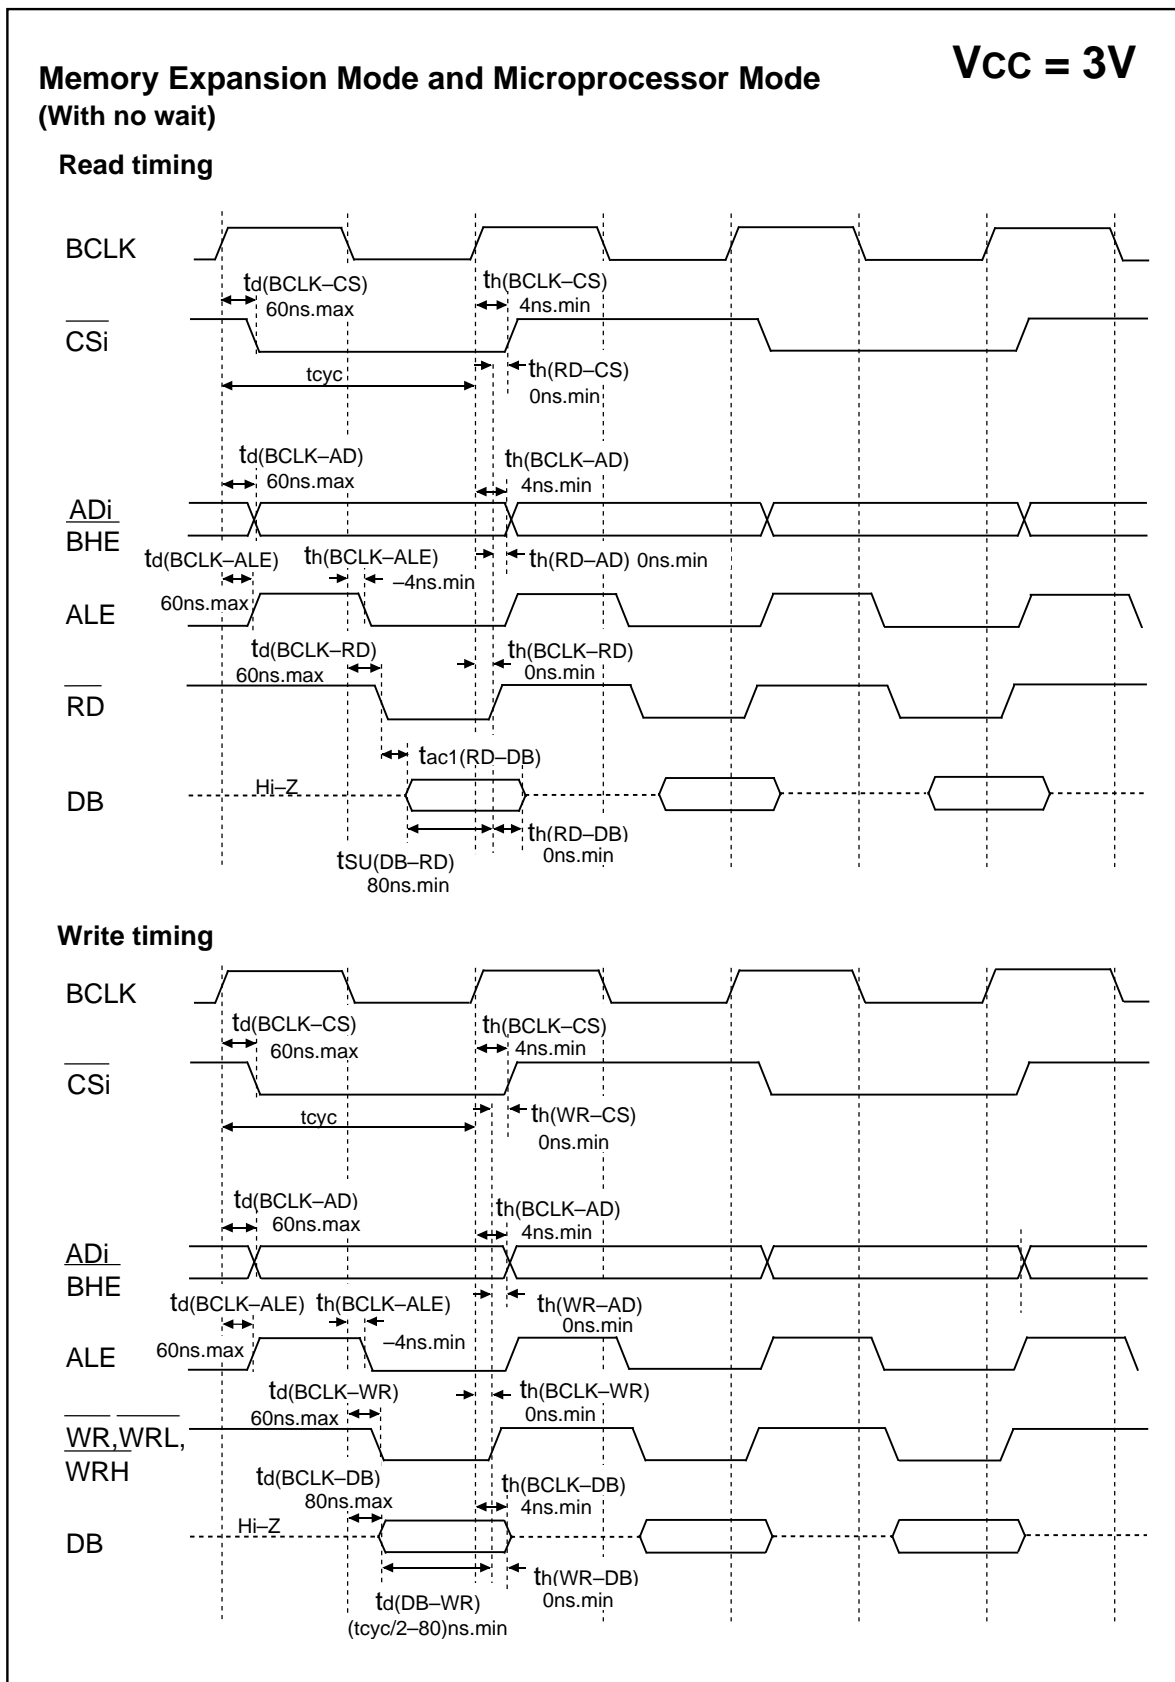 VCC = 3V
Memory Expansion Mode and Microprocessor Mode
(With no wait)
Read timing
BCLK
td(BCLK–CS)
60ns.max
th(BCLK–CS)
4ns.min
CSi
tcyc
th(RD–CS)
0ns.min
td(BCLK–AD)
60ns.max
th(BCLK–AD)
4ns.min
ADi
BHE
td(BCLK–ALE)
60ns.max
th(BCLK–ALE)
–4ns.min
th(RD–AD) 0ns.min
ALE
td(BCLK–RD)
60ns.max
th(BCLK–RD)
0ns.min
RD
tac1(RD–DB)
Hi–Z
DB
th(RD–DB)
0ns.min
tSU(DB–RD)
80ns.min
Write timing
BCLK
td(BCLK–CS)
60ns.max
th(BCLK–CS)
4ns.min
CSi
tcyc
th(WR–CS)
0ns.min
td(BCLK–AD)
60ns.max
th(BCLK–AD)
4ns.min
ADi
BHE
td(BCLK–ALE)
60ns.max
th(BCLK–ALE)
–4ns.min
th(WR–AD)
0ns.min
ALE
td(BCLK–WR)
60ns.max
th(BCLK–WR)
0ns.min
WR,WRL,
WRH
td(BCLK–DB)
80ns.max
th(BCLK–DB)
4ns.min
Hi–Z
DB
td(DB–WR)
(tcyc/2–80)ns.min
th(WR–DB)
0ns.min